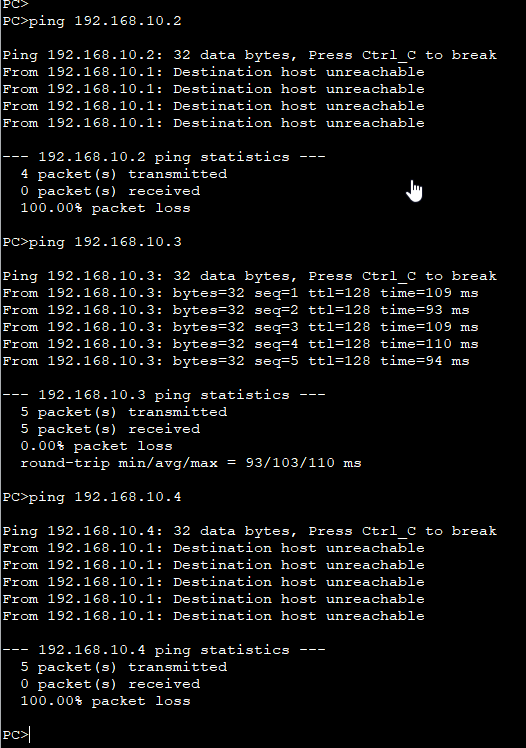 PC>
PC>ping 192.168.10.2
Ping 192.168.10.2: 32 data bytes, Press Ctrl_C to break
From 192.168.10.1: Destination host unreachable
From 192.168.10.1: Destination host unreachable
From 192.168.10.1: Destination host unreachable
From 192.168.10.1: Destination host unreachable
--- 192.168.10.2 ping statistics ---
  4 packet(s) transmitted
  0 packet(s) received
  100.00% packet loss
PC>ping 192.168.10.3
Ping 192.168.10.3: 32 data bytes, Press Ctrl_C to break
From 192.168.10.3: bytes=32 seq=1 ttl=128 time=109 ms
From 192.168.10.3: bytes=32 seq=2 ttl=128 time=93 ms
From 192.168.10.3: bytes=32 seq=3 ttl=128 time=109 ms
From 192.168.10.3: bytes=32 seq=4 ttl=128 time=110 ms
From 192.168.10.3: bytes=32 seq=5 ttl=128 time=94 ms
--- 192.168.10.3 ping statistics ---
  5 packet(s) transmitted
  5 packet(s) received
  0.00% packet loss
  round-trip min/avg/max = 93/103/110 ms
PC>ping 192.168.10.4
Ping 192.168.10.4: 32 data bytes, Press Ctrl_C to break
From 192.168.10.1: Destination host unreachable
From 192.168.10.1: Destination host unreachable
From 192.168.10.1: Destination host unreachable
From 192.168.10.1: Destination host unreachable
From 192.168.10.1: Destination host unreachable
--- 192.168.10.4 ping statistics ---
  5 packet(s) transmitted
  0 packet(s) received
  100.00% packet loss
PC>